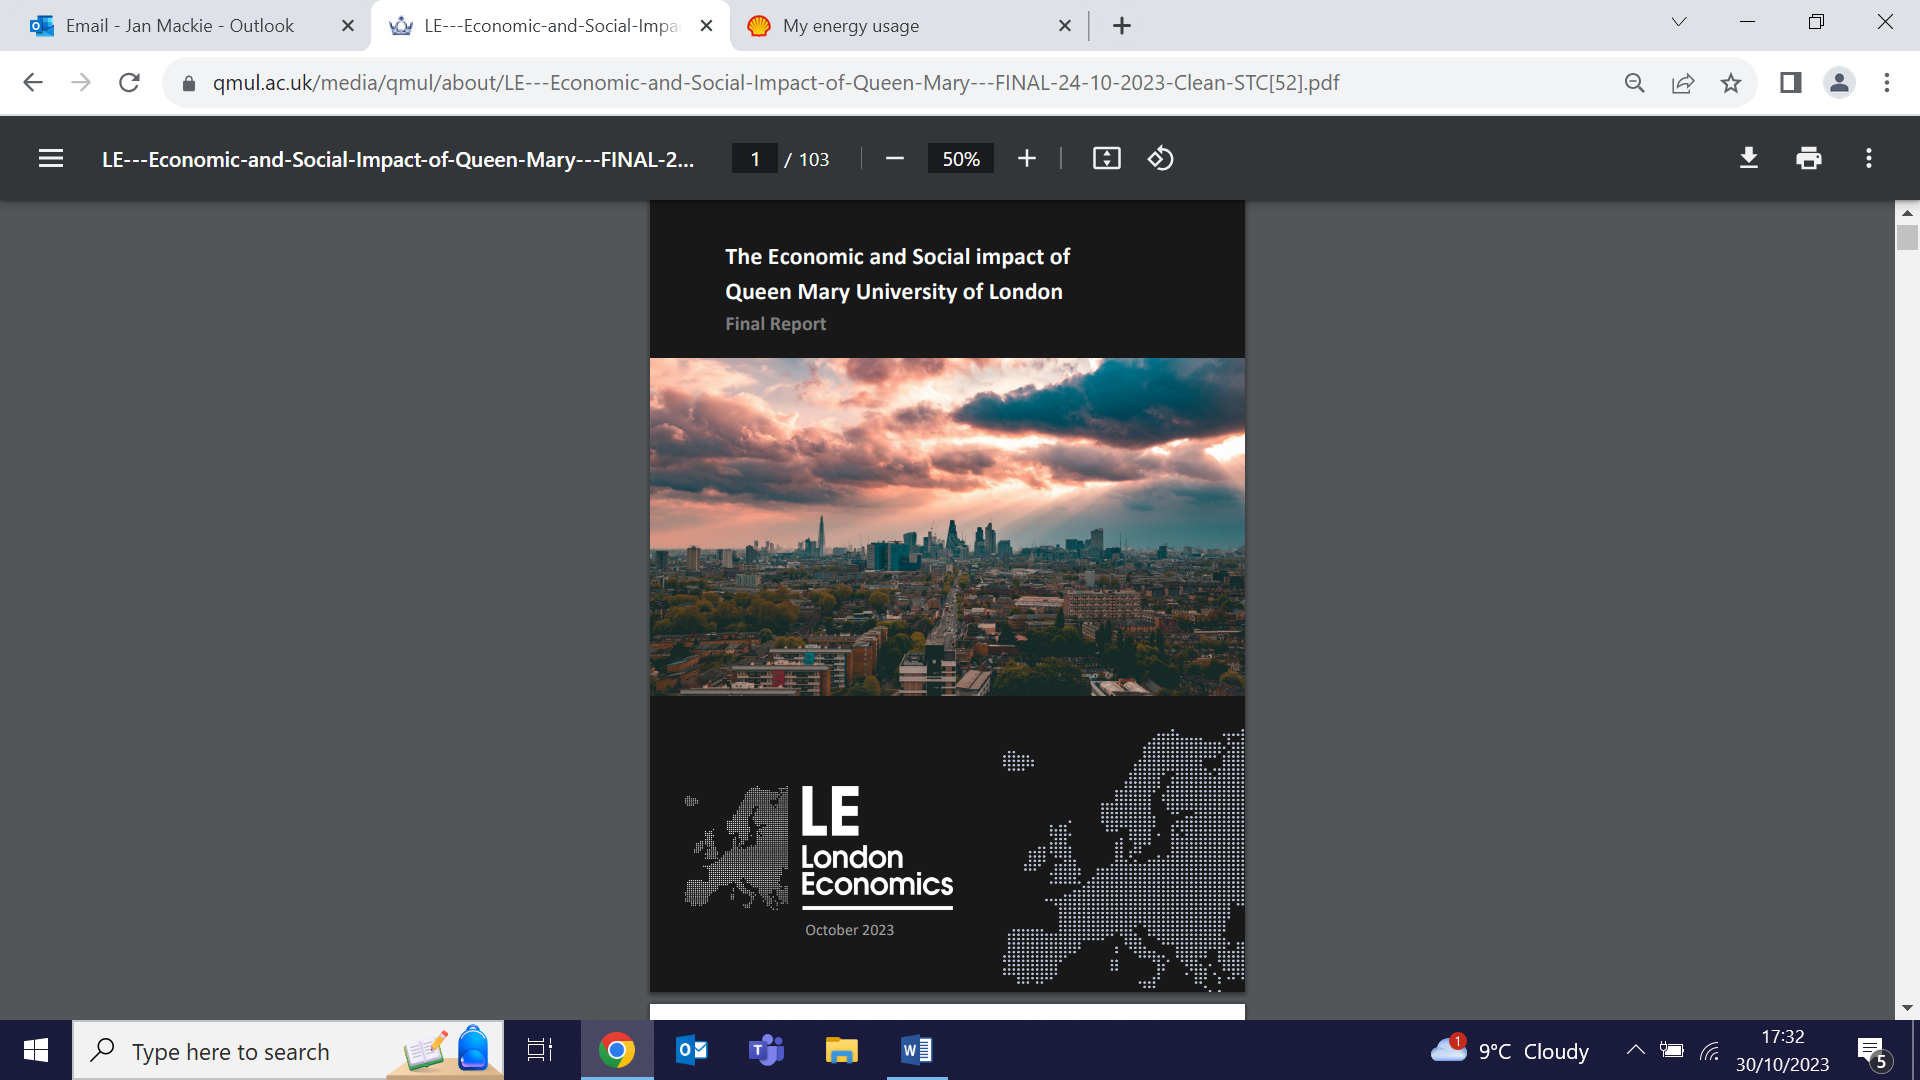 Email - Jan Mackie - Outlook
LE---Economic-and-Social-Impa
My energy usage
qmul.ac.uk/media/qmul/about/LE---Economic-and-Social-Impact-of-Queen-Mary---FINAL-24-10-2023-Clean-STC[52].pdf
LE---Economic-and-Social-Impact-of-Queen-Mary---FINAL-2...
1 / 103
50%
The Economic and Social impact of
Queen Mary University of London
Final Report
LE
London
Economics
October 2023
Type here to search
1
9°C Cloudy
17:32
30/10/2023
5